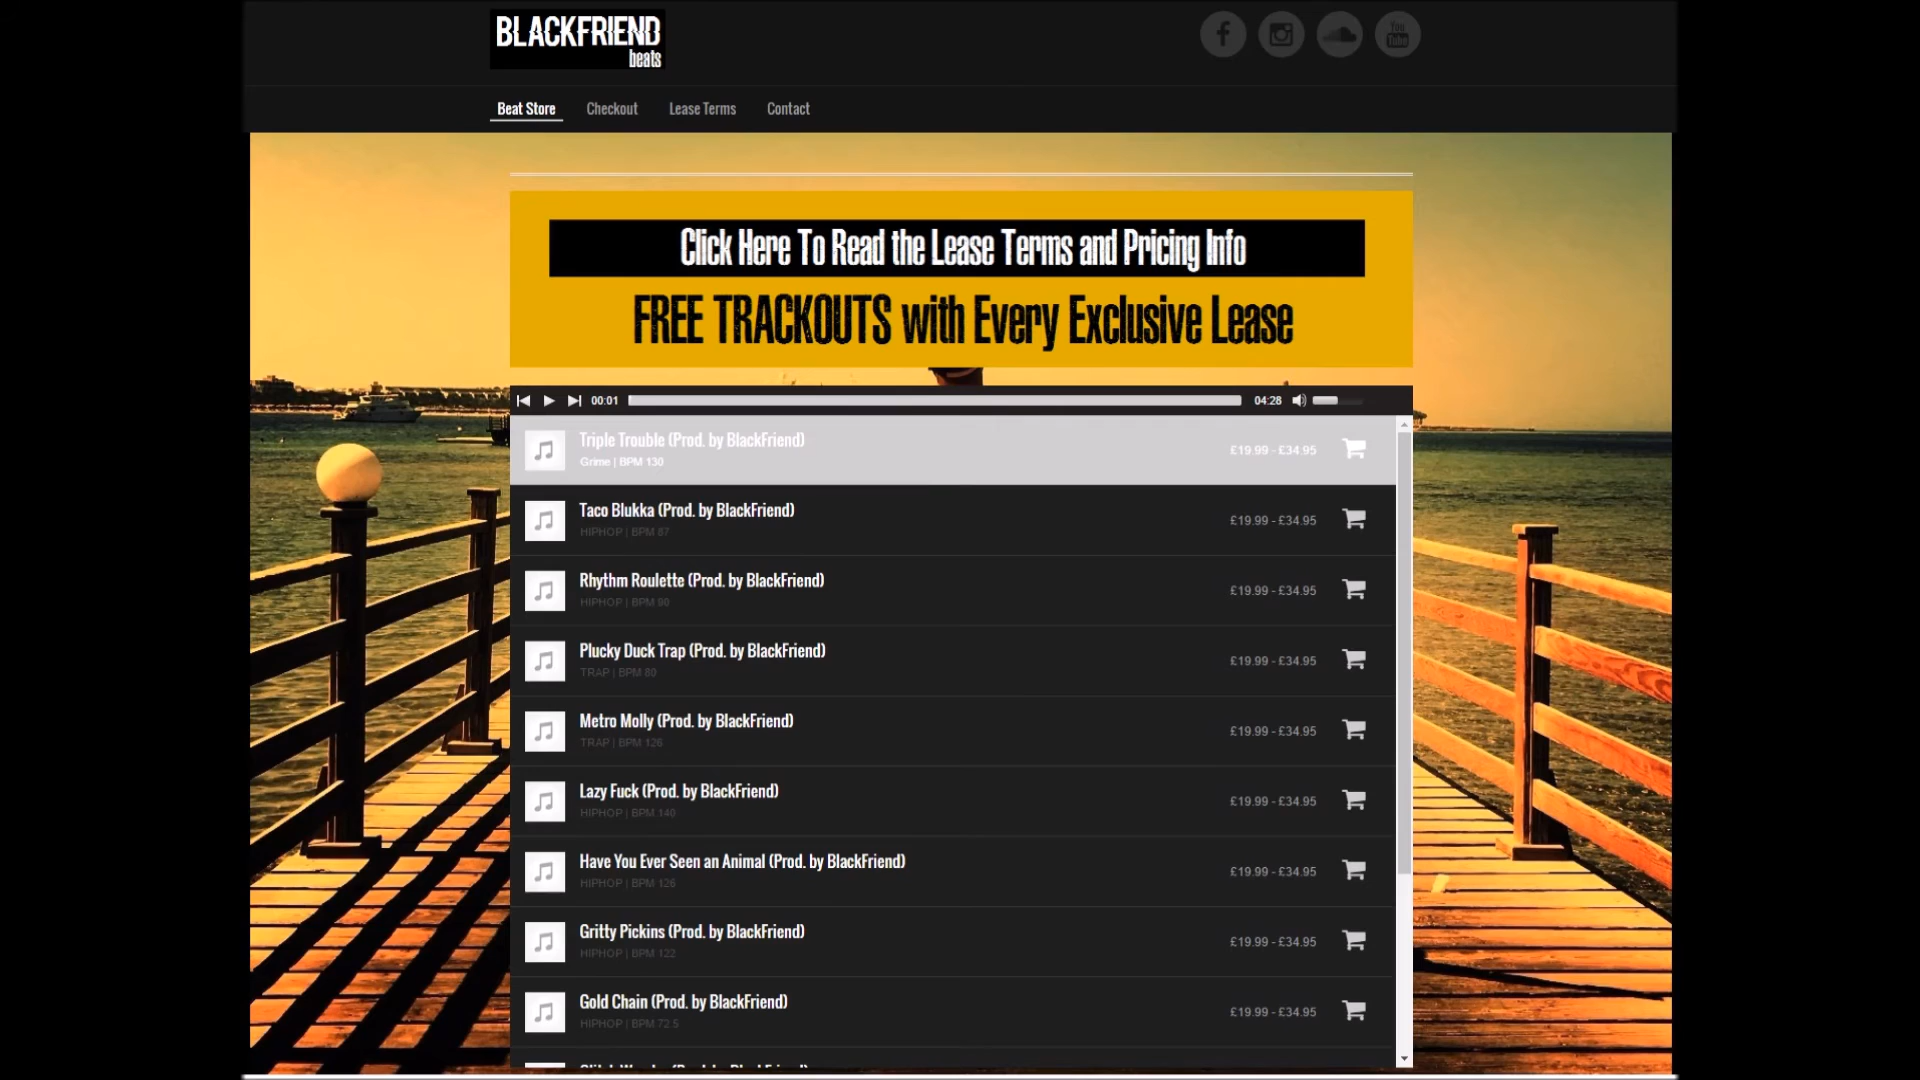 BLACKFRIEND
beats
You
Tube
Beat Store Checkout Lease Terms Contact
Click Here To Read the Lease Terms and Pricing Info
FREE TRACKOUTS with Every Exclusive Lease
00:01 04:28
Triple Trouble (Prod. by BlackFriend)
Grime | BPM 130
£19.99 - £34.95
Taco Blukka (Prod. by BlackFriend)
HIPHOP | BPM 87
£19.99 - £34.95
Rhythm Roulette (Prod. by BlackFriend)
HIPHOP | BPM 90
£19.99 - £34.95
Plucky Duck Trap (Prod. by BlackFriend)
TRAP | BPM 80
£19.99 - £34.95
Metro Molly (Prod. by BlackFriend)
TRAP | BPM 126
£19.99 - £34.95
Lazy Fuck (Prod. by BlackFriend)
HIPHOP | BPM 140
£19.99 - £34.95
Have You Ever Seen an Animal (Prod. by BlackFriend)
HIPHOP | BPM 126
£19.99 - £34.95
Gritty Pickins (Prod. by BlackFriend)
HIPHOP | BPM 122
£19.99 - £34.95
Gold Chain (Prod. by BlackFriend)
HIPHOP | BPM 72.5
£19.99 - £34.95